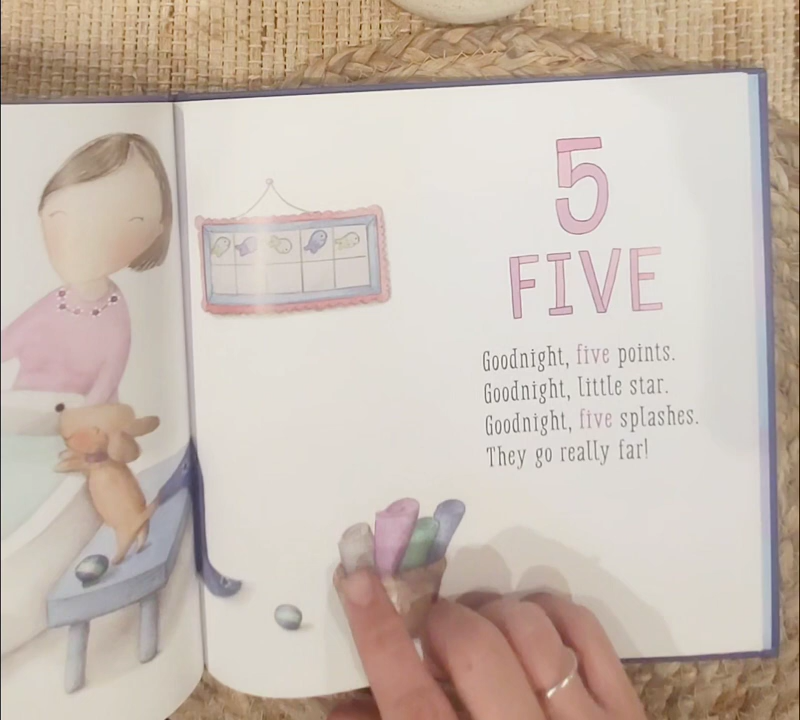 5
FIVE
Goodnight, five points.
Goodnight, little star.
Goodnight, five splashes.
They go really far!